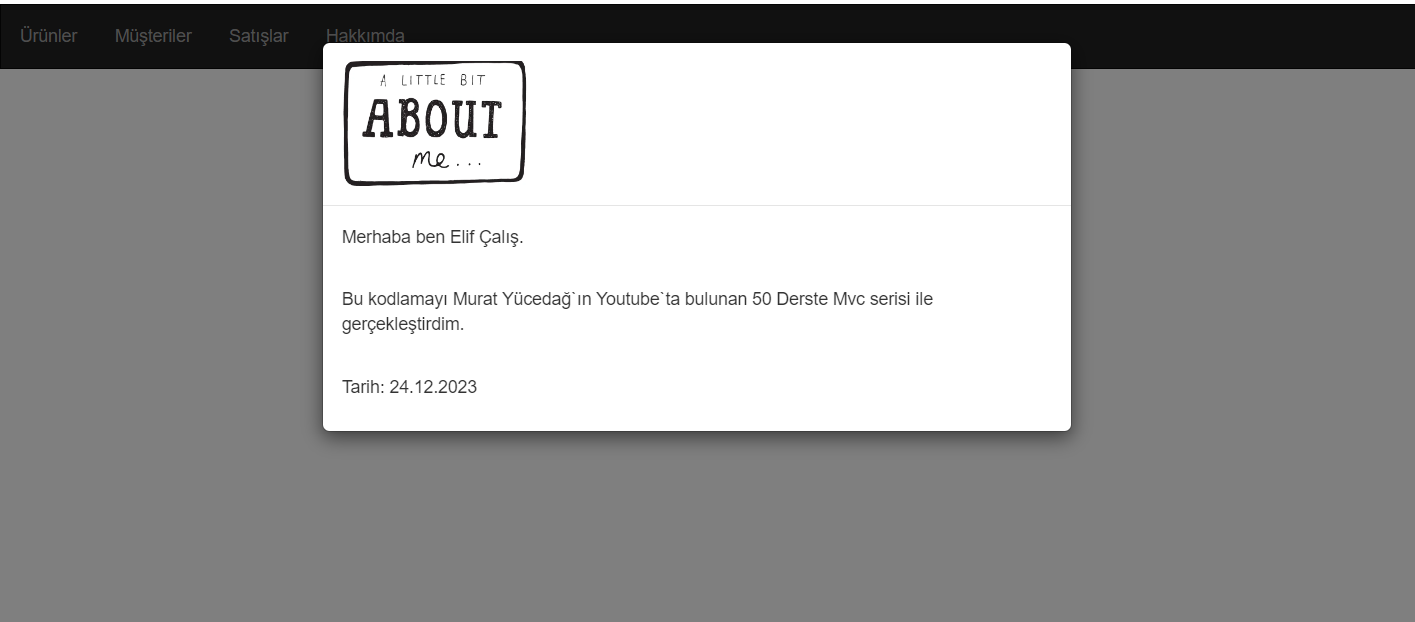 Ürünler Müşteriler Satışlar Hakkımda
A LITTLE BIT
ABOUT
me...
Merhaba ben Elif Çalış.
Bu kodlamayı Murat Yücedağ`ın Youtube`ta bulunan 50 Derste Mvc serisi ile
gerçekleştirdim.
Tarih: 24.12.2023